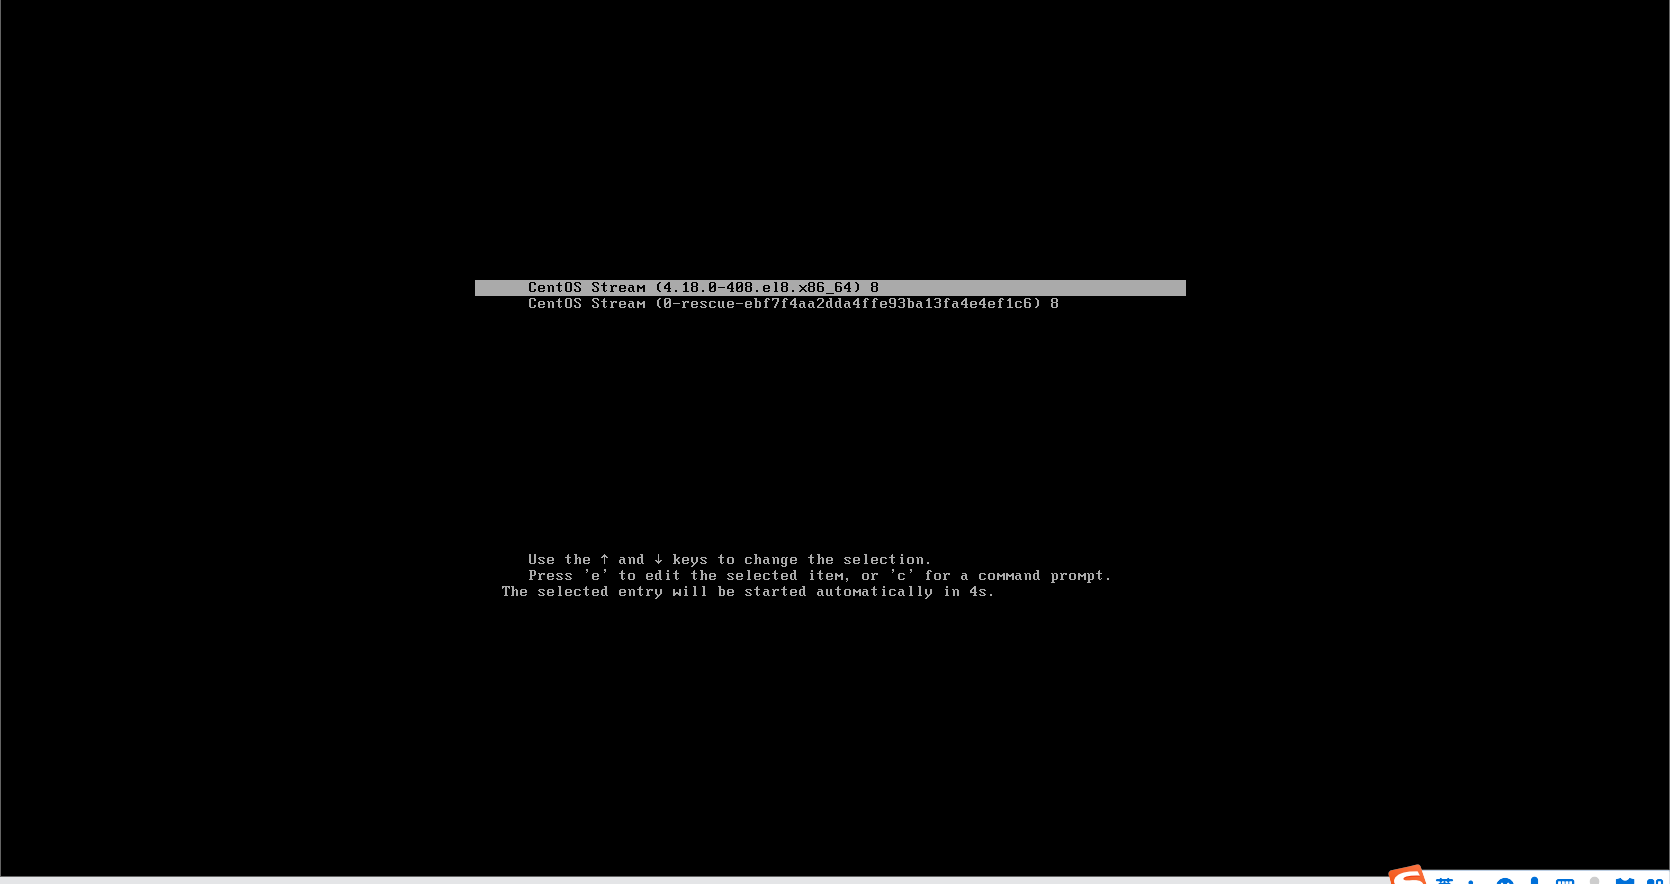 CentOS Stream (4.18.0-408.el8.x86_64) 8
CentOS Stream (0-rescue-ebf7f4aa2dda4ffe93ba13fa4e4ef1c6) 8
Use the ↑ and ↓ keys to change the selection.
Press 'e' to edit the selected item, or 'c' for a command prompt.
The selected entry will be started automatically in 4s.